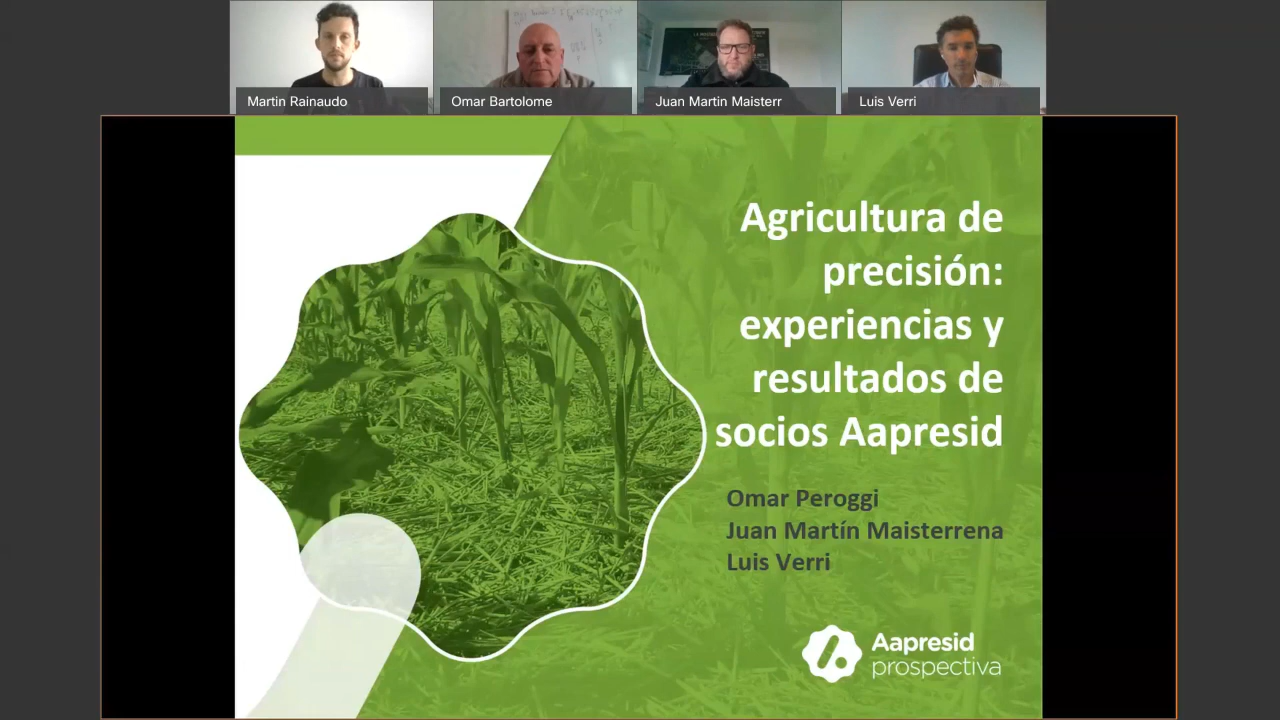 Martin Rainaudo
Omar Bartolome
Juan Martin Maisterr
Luis Verri
Agricultura de
precisión:
experiencias y
resultados de
socios Aapresid
Omar Peroggi
Juan Martín Maisterrena
Luis Verri
Aapresid
prospectiva